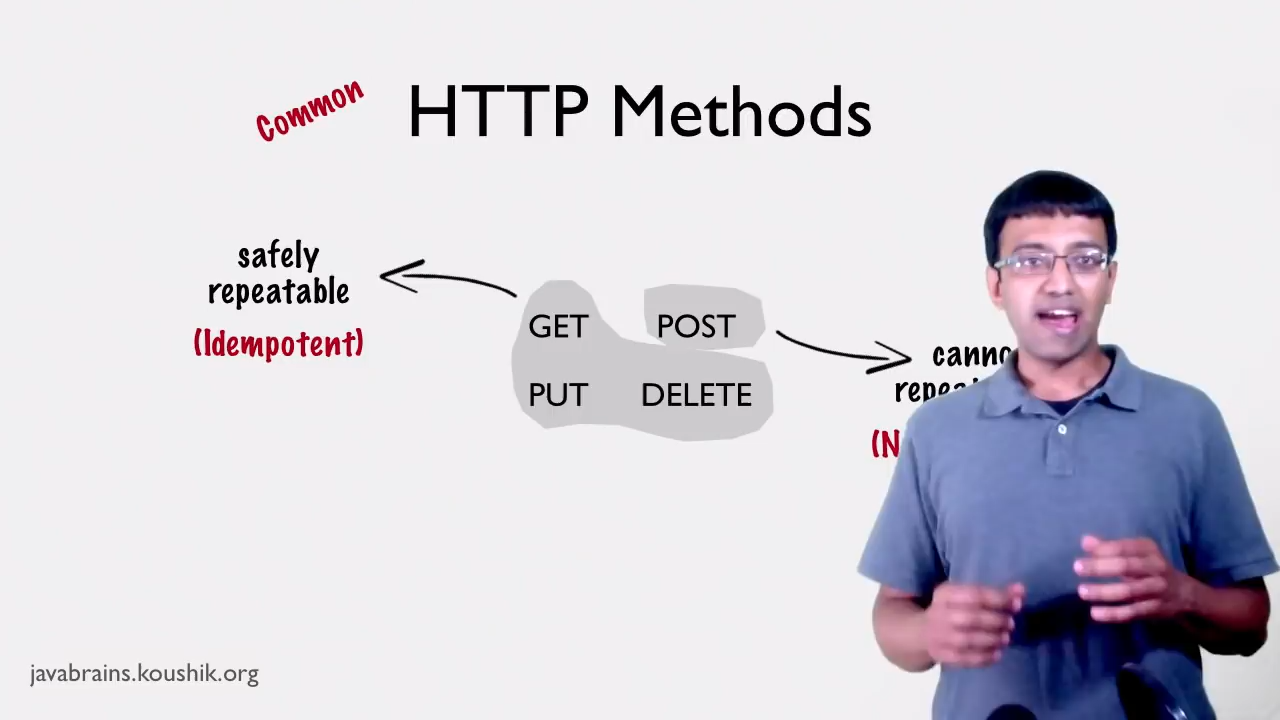 Common
HTTP Methods
safely
repeatable
(Idempotent)
GET
POST
PUT
DELETE
javabrains.koushik.org